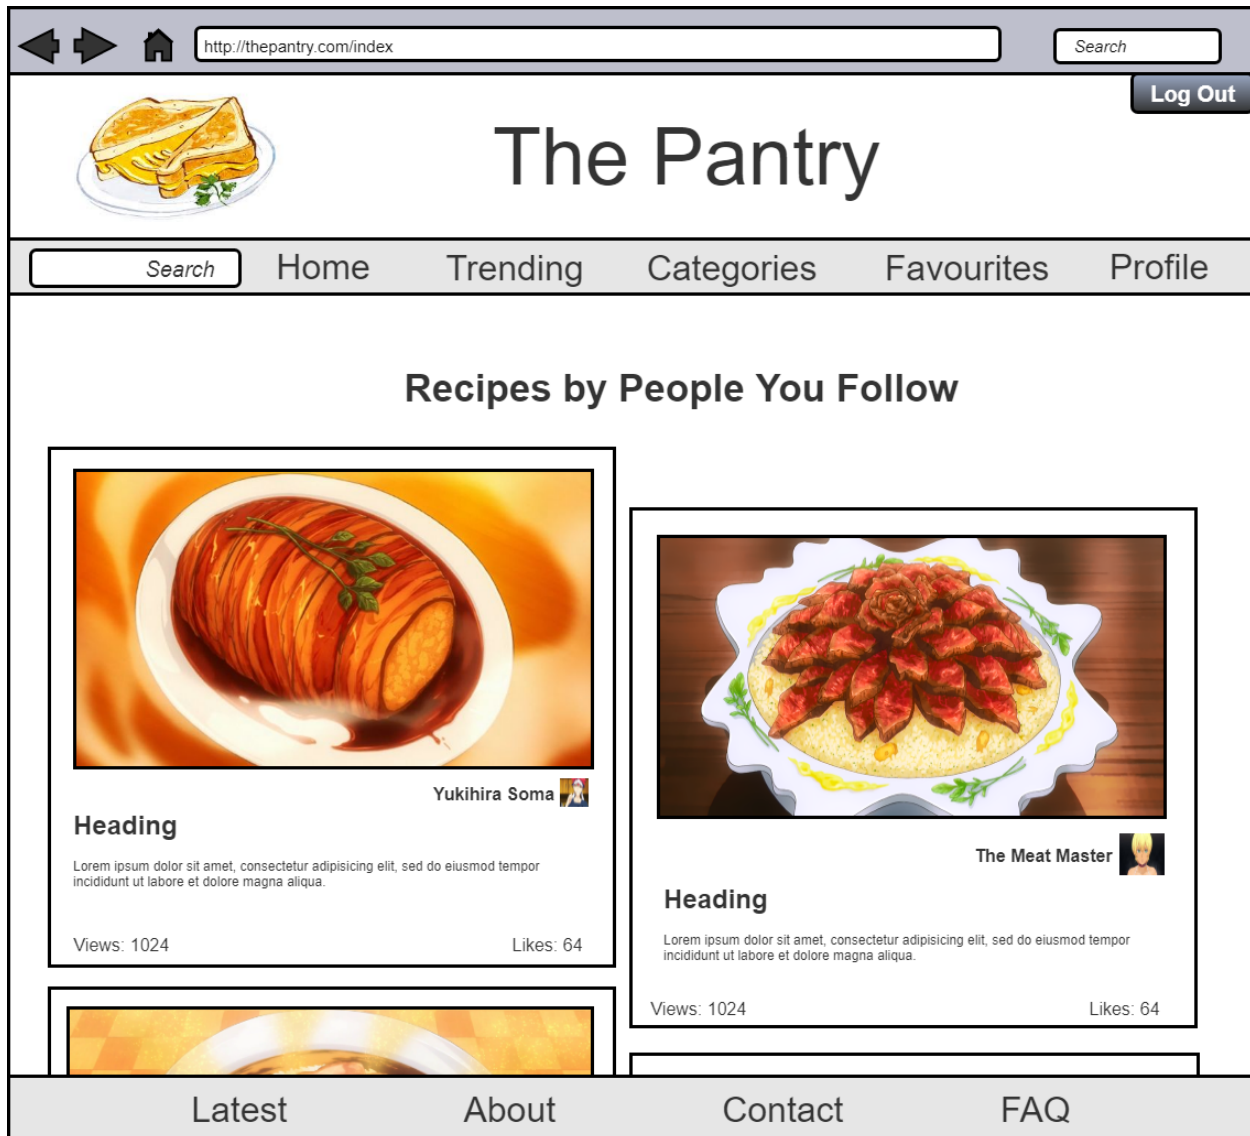 http://thepantry.com/index
Search
Log Out
The Pantry
Search
Home
Trending
Categories
Favourites
Profile
Recipes by People You Follow
Yukihira Soma
Heading
Lorem ipsum dolor sit amet, consectetur adipisicing elit, sed do eiusmod tempor
incididunt ut labore et dolore magna aliqua.
Views: 1024
Likes: 64
The Meat Master
Heading
Lorem ipsum dolor sit amet, consectetur adipisicing elit, sed do eiusmod tempor
incididunt ut labore et dolore magna aliqua.
Views: 1024
Likes: 64
Latest
About
Contact
FAQ